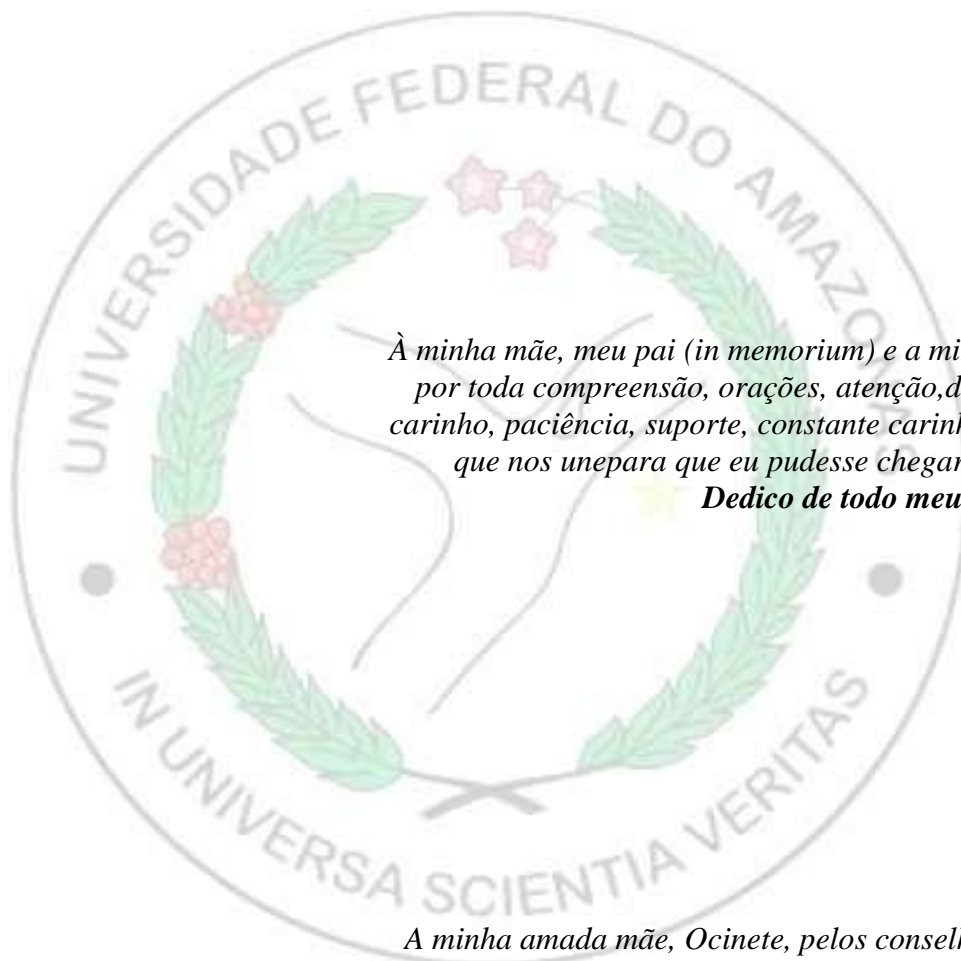 UNIVERSIDADE FEDERAL DO AMAZONAS
À minha mãe, meu pai (in memorium) e a mi
por toda compreensão, orações, atenção,d
carinho, paciência, suporte, constante carinh
que nos unepara que eu pudesse chegar
Dedico de todo meu
IN UNIVERSA SCIENTIA VERITAS
A minha amada mãe, Ocinete, pelos consell